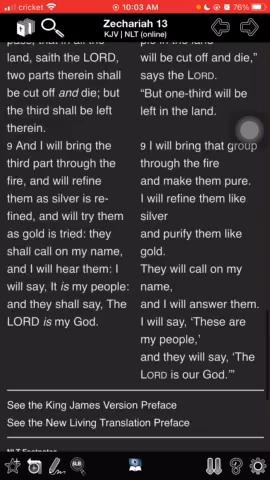 cricket
10:03 AM
76%
Zechariah 13
KJV | NLT (online)
land, saith the LORD,
two parts therein shall
be cut off and die; but
the third shall be left
therein.
9 And I will bring the
third part through the
fire, and will refine
them as silver is re-
fined, and will try them
as gold is tried: they
shall call on my name,
and I will hear them: I
will say, It is my people:
and they shall say, The
LORD is my God.
will be cut off and die,”
says the LORD.
“But one-third will be
left in the land.
9 I will bring that group
through the fire
and make them pure.
I will refine them like
silver
and purify them like
gold.
They will call on my
name,
and I will answer them.
I will say, ‘These are
my people,’
and they will say, ‘The
LORD is our God.’”
See the King James Version Preface
See the New Living Translation Preface